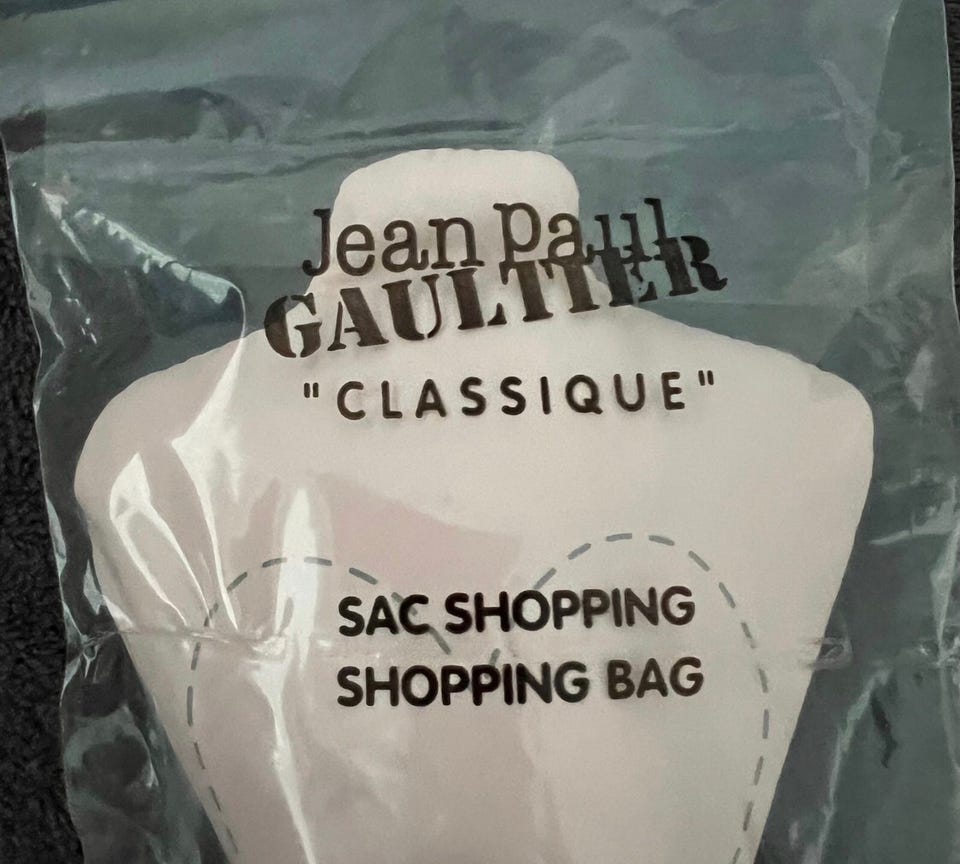 Jean Paul
GAULTIER
"CLASSIQUE"
SAC SHOPPING
SHOPPING BAG